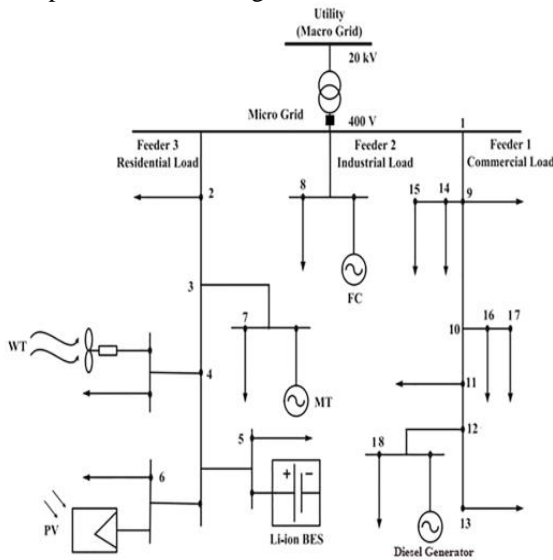 Utility
(Macro Grid)
20 kV
Micro Grid
400 V
1
Feeder 3
Residential Load
Feeder 2
Industrial Load
Feeder 1
Commercial Load
2
8
15
14
9
FC
3
7
10
16
17
WT
4
MT
11
5
12
18
6
PV
+
−
Li-ion BES
13
Diesel Generator